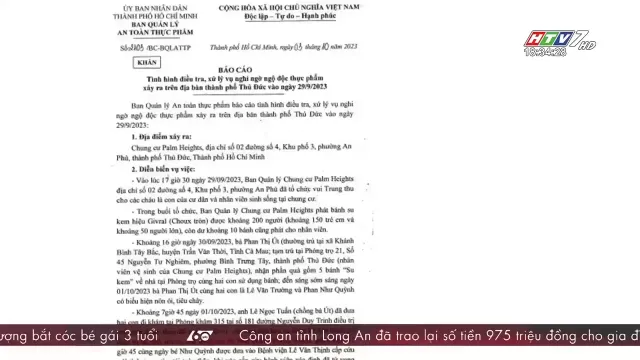 ỦY BAN NHÂN DÂN
THÀNH PHỐ HỒ CHÍ MINH
BAN QUẢN LÝ
AN TOÀN THỰC PHẨM
CỘNG HÒA XÃ HỘI CHỦ NGHĨA VIỆT NAM
Độc lập – Tự do – Hạnh phúc
/BC-BQLATTP
Thành phố Hồ Chí Minh, ngày 03 tháng 10 năm 2023
KHẨN
BÁO CÁO
Tình hình điều tra, xử lý vụ nghi ngờ ngộ độc thực phẩm
xảy ra trên địa bàn thành phố Thủ Đức vào ngày 29/9/2023
Ban Quản lý An toàn thực phẩm báo cáo tình hình điều tra, xử lý vụ nghi
ngờ ngộ độc thực phẩm xảy ra trên địa bàn thành phố Thủ Đức vào ngày
29/9/2023:
1. Địa điểm xảy ra:
Chung cư Palm Heights, địa chỉ số 02 đường số 4, Khu phố 3, phường An
Phú, thành phố Thủ Đức, Thành phố Hồ Chí Minh
2. Diễn biến vụ việc:
- Vào lúc 17 giờ 30 ngày 29/09/2023, Ban Quản lý Chung cư Palm Heights
địa chỉ số 02 đường số 4, Khu phố 3, phường An Phú đã tổ chức vui Trung thu
cho các cháu là con của cư dân và nhân viên sinh sống tại chung cư.
- Trong buổi tổ chức, Ban Quản lý Chung cư Palm Heights phát bánh su
kem hiệu Givral (Choux tròn) được khoảng 200 người (khoảng 150 trẻ em và
khoảng 50 người lớn), còn dư khoảng 10 bánh cũng phát cho nhân viên.
- Khoảng 16 giờ ngày 30/09/2023, bà Phan Thị Út (thường trú tại xã Khánh
Bình Tây Bắc, huyện Trần Văn Thời, Tỉnh Cà Mau; tạm trú tại Phòng trọ 21, Số
45 Nguyễn Tư Nghiêm, phường Bình Trưng Tây, thành phố Thủ Đức (nhân
viên vệ sinh của Chung cư Palm Heights), nhận phần quà gồm 5 bánh “Su
kem” về nhà tại Phòng trọ cùng hai con sử dụng bánh; đến sáng sớm sáng ngày
01/10/2023 bà Phan Thị Út cùng hai con là Lê Văn Trường và Phan Như Quỳnh
có biểu hiện nôn ói, tiêu chảy.
- Khoảng 7giờ 45 ngày 01/10/2023, anh Lê Ngọc Tuấn (chồng bà Út) đã đưa
hai con đi khám tại Phòng khám 315 tại 181 đường Nguyễn Duy Trinh điều trị
giờ 45 cùng ngày bé Như Quỳnh được đưa vào Bệnh viện Lê Văn Thịnh cấp cứu
HTV7 HD
18:34:28
ương bắt cóc bé gái 3 tuổi
Công an tỉnh Long An đã trao lại số tiền 975 triệu đồng cho gia đ